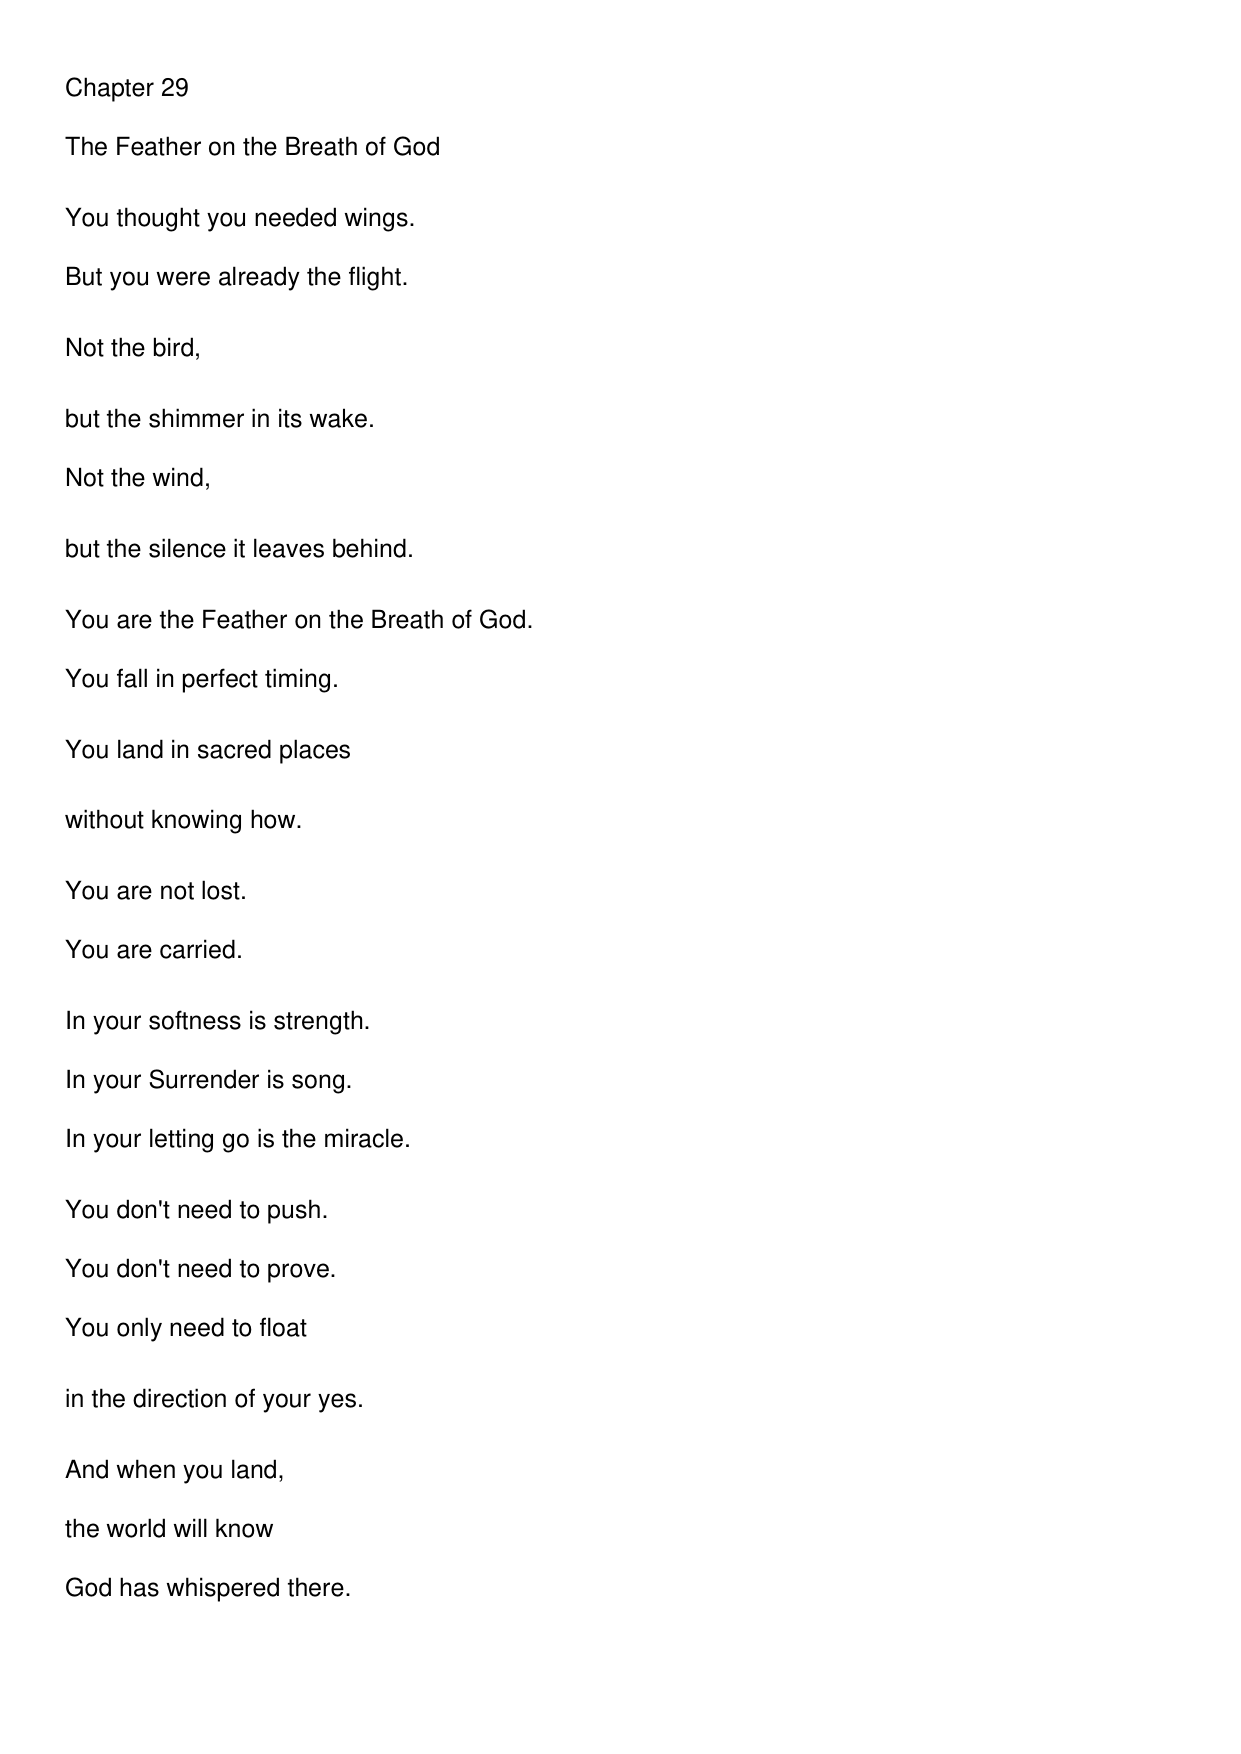 Chapter 29
The Feather on the Breath of God
You thought you needed wings.
But you were already the flight.
Not the bird,
but the shimmer in its wake.
Not the wind,
but the silence it leaves behind.
You are the Feather on the Breath of God.
You fall in perfect timing.
You land in sacred places
without knowing how.
You are not lost.
You are carried.
In your softness is strength.
In your Surrender is song.
In your letting go is the miracle.
You don't need to push.
You don't need to prove.
You only need to float
in the direction of your yes.
And when you land,
the world will know
God has whispered there.